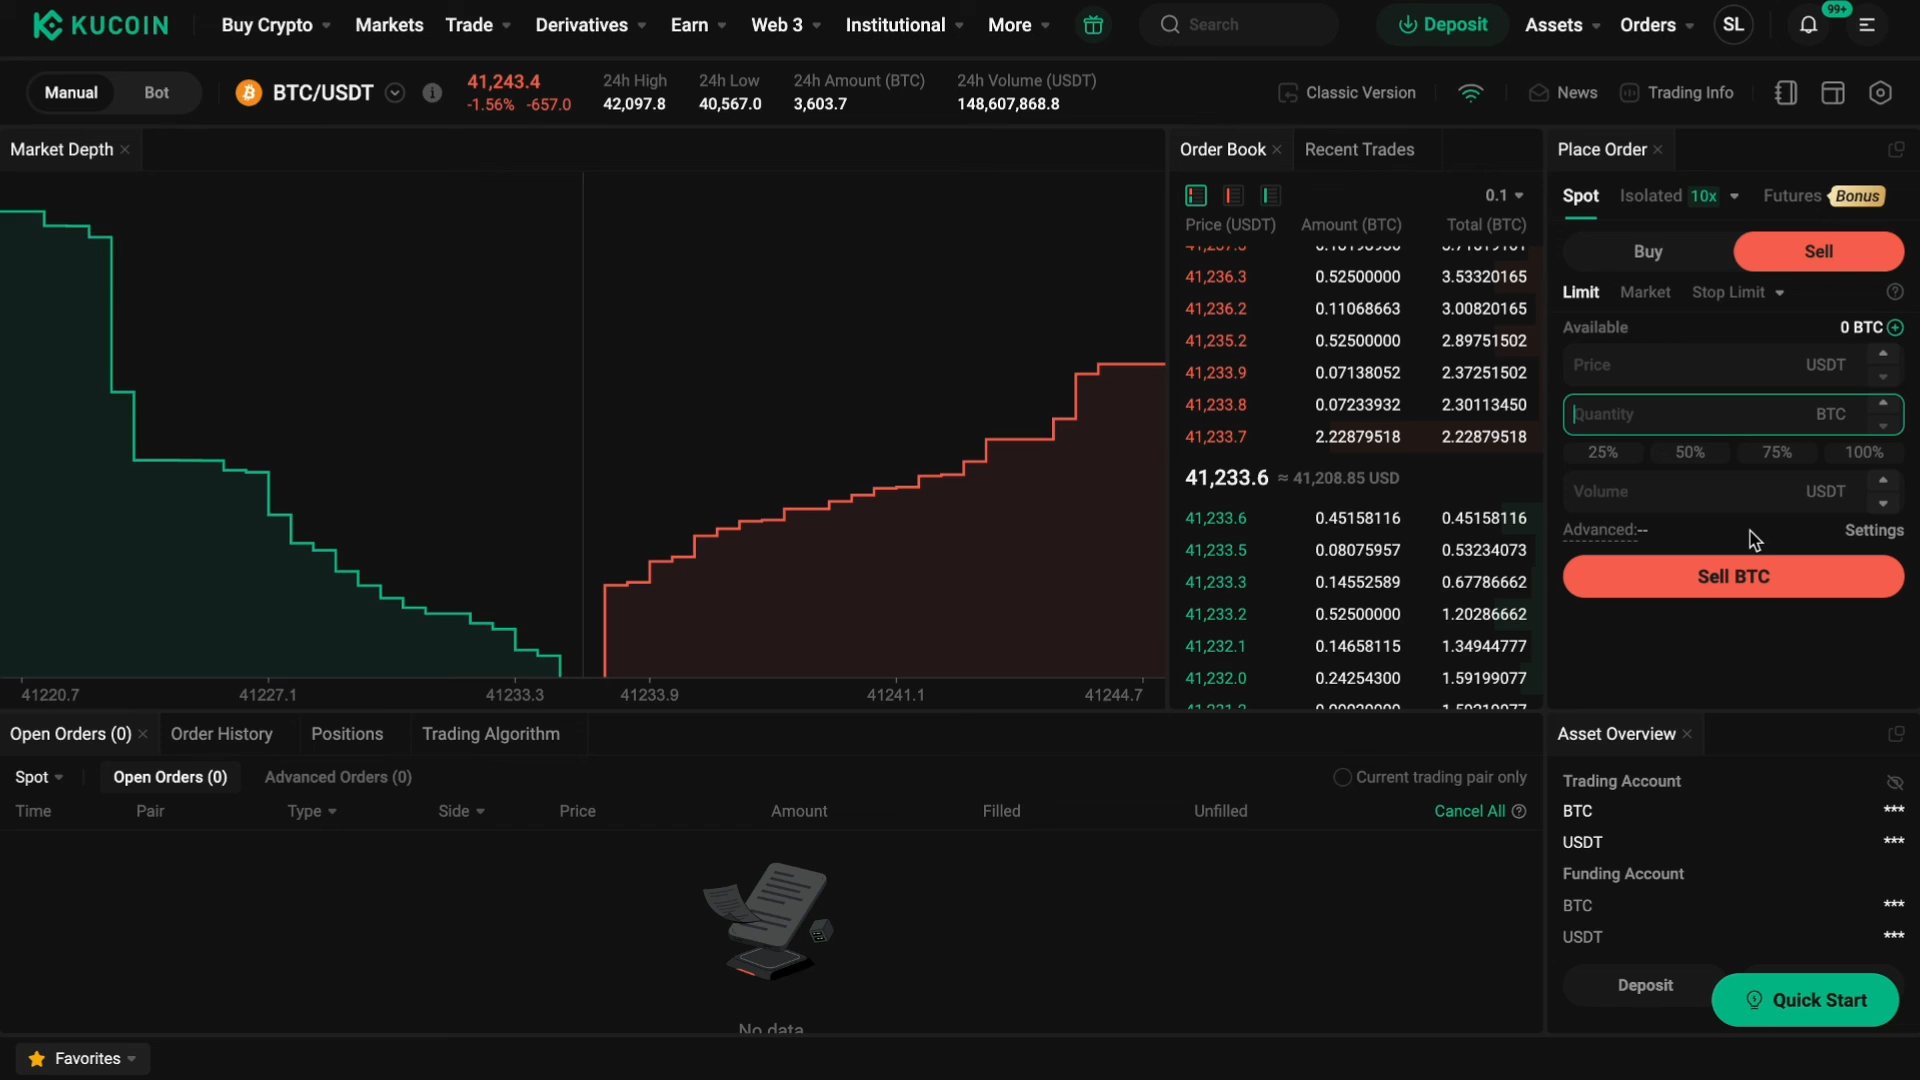 KUCOIN Buy Crypto Markets Trade Derivatives Earn Web 3 Institutional More Search Deposit Assets Orders SL 99+
Manual Bot BTC/USDT 41,243.4 -1.56% -657.0 24h High 42,097.8 24h Low 40,567.0 24h Amount (BTC) 3,603.7 24h Volume (USDT) 148,607,868.8 Classic Version News Trading Info
Market Depth
41220.7 41227.1 41233.3 41233.9 41241.1 41244.7
Order Book Recent Trades
0.1
Price (USDT) Amount (BTC) Total (BTC)
41,236.3 0.52500000 3.53320165
41,236.2 0.11068663 3.00820165
41,235.2 0.52500000 2.89751502
41,233.9 0.07138052 2.37251502
41,233.8 0.07233932 2.30113450
41,233.7 2.22879518 2.22879518
41,233.6 ≈ 41,208.85 USD
41,233.6 0.45158116 0.45158116
41,233.5 0.08075957 0.53234073
41,233.3 0.14552589 0.67786662
41,233.2 0.52500000 1.20286662
41,232.1 0.14658115 1.34944777
41,232.0 0.24254300 1.59199077
Place Order
Spot Isolated 10x Futures Bonus
Buy Sell
Limit Market Stop Limit
Available 0 BTC
Price USDT
Quantity BTC
25% 50% 75% 100%
Volume USDT
Advanced:-- Settings
Sell BTC
Open Orders (0) Order History Positions Trading Algorithm
Spot Open Orders (0) Advanced Orders (0) Current trading pair only
Time Pair Type Side Price Amount Filled Unfilled Cancel All
No data
Asset Overview
Trading Account
BTC ***
USDT ***
Funding Account
BTC ***
USDT ***
Deposit Quick Start
Favorites